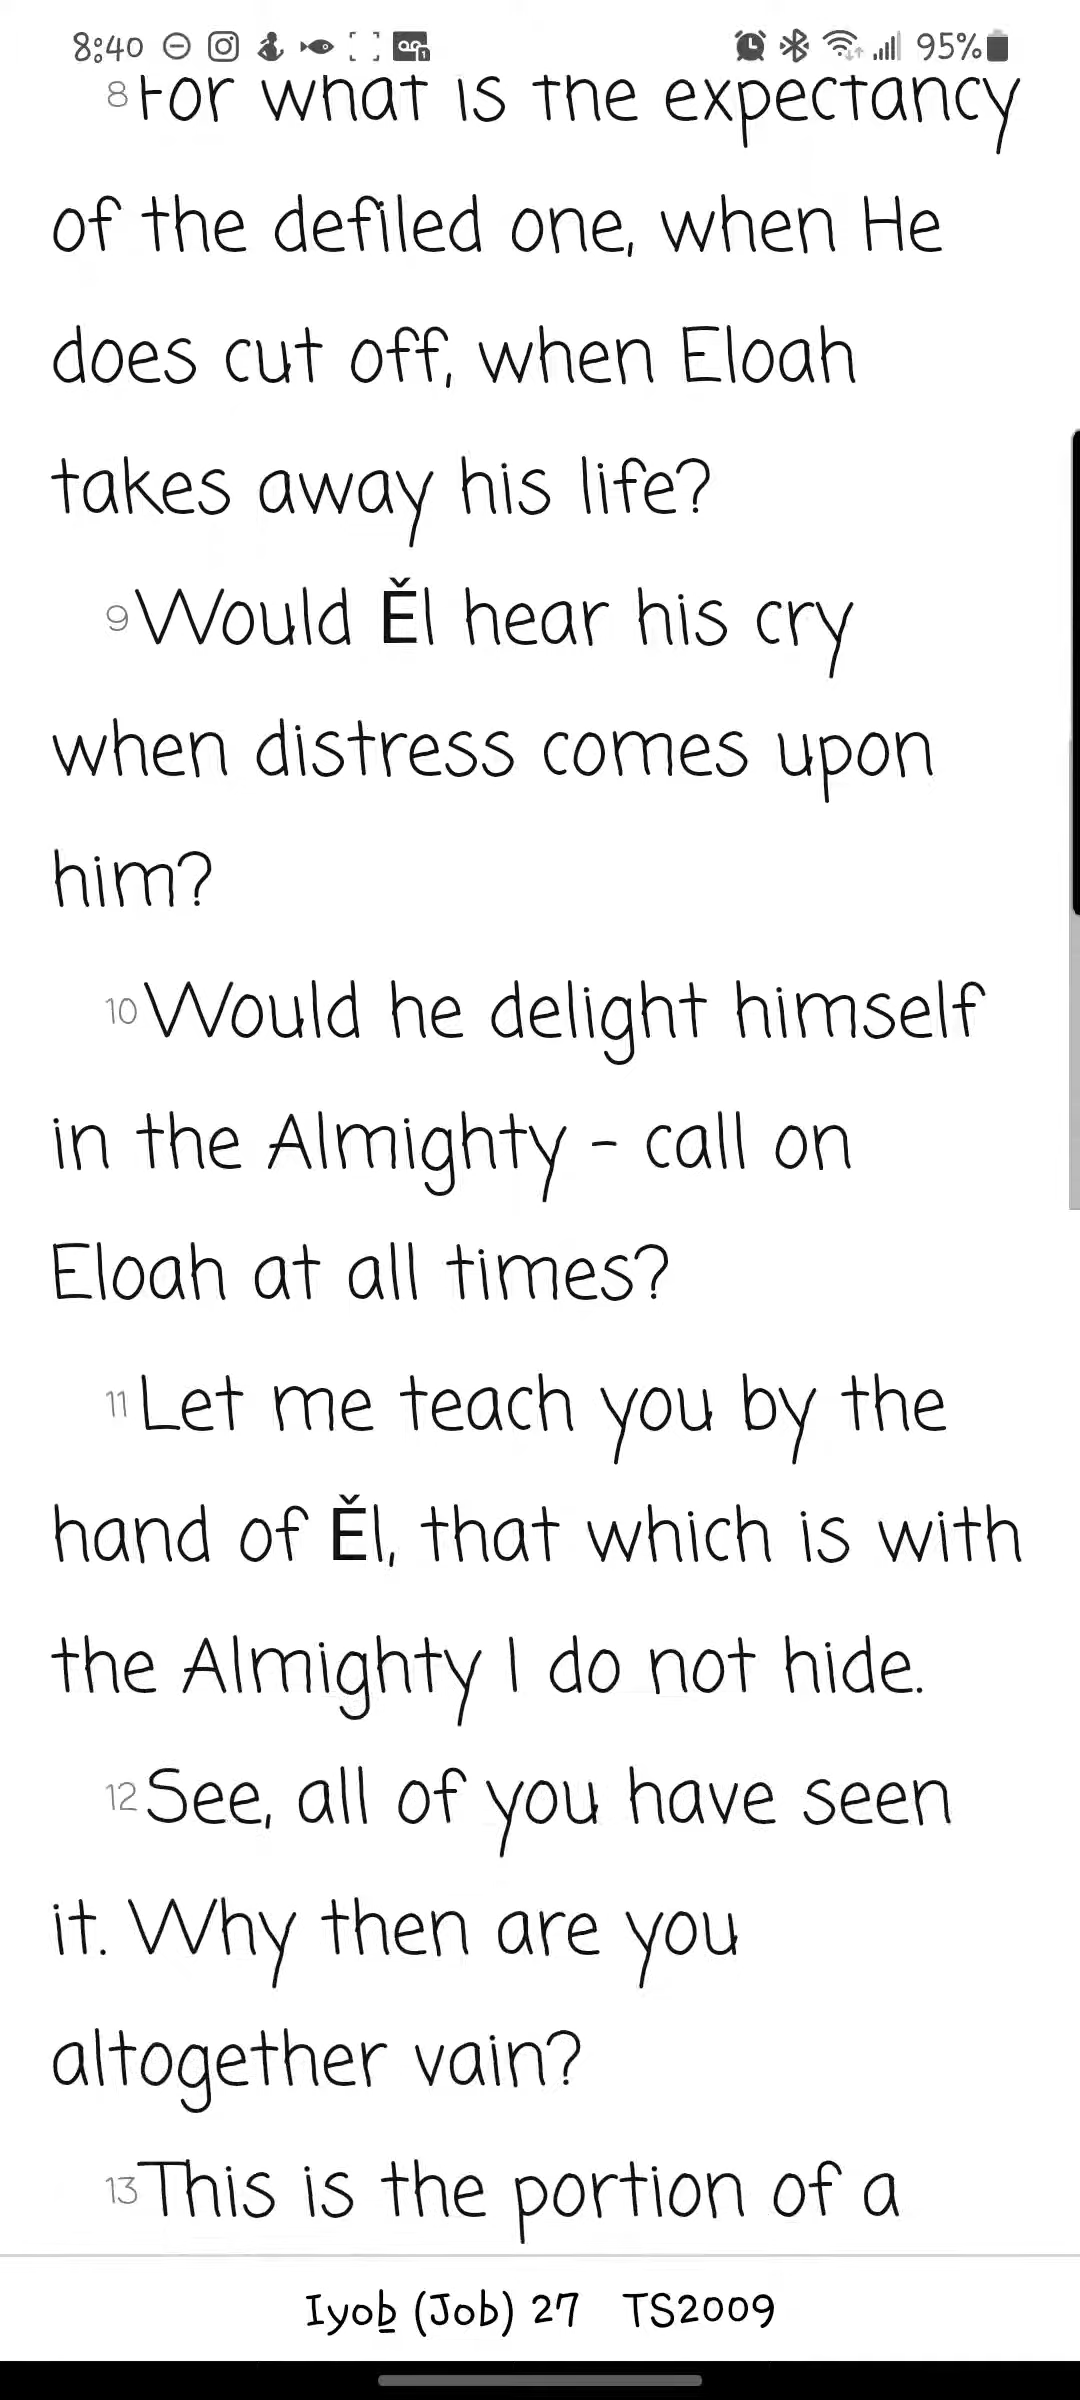 8:40 95%
8 For what is the expectancy
of the defiled one, when He
does cut off, when Eloah
takes away his life?
9 Would Ěl hear his cry
when distress comes upon
him?
10 Would he delight himself
in the Almighty - call on
Eloah at all times?
11 Let me teach you by the
hand of Ěl, that which is with
the Almighty I do not hide.
12 See, all of you have seen
it. Why then are you
altogether vain?
13 This is the portion of a
Iyoḇ (Job) 27 TS2009